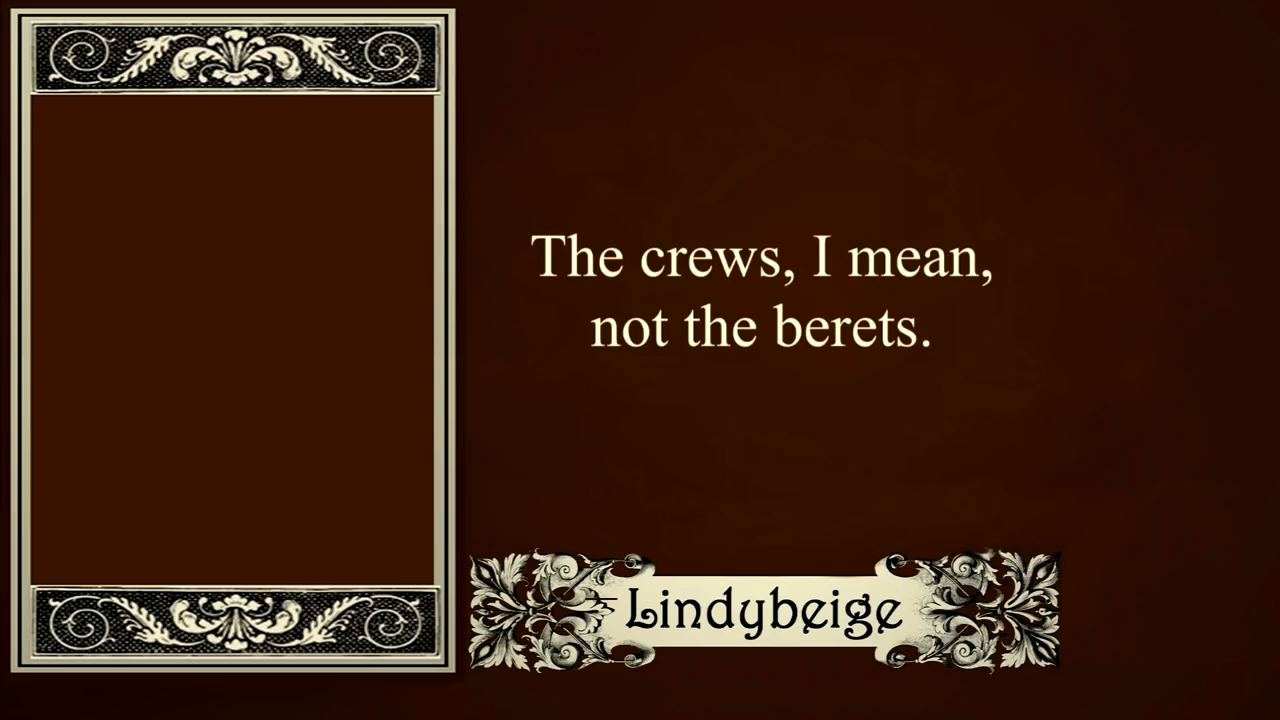 The crews, I mean,
not the berets.
Lindybeige